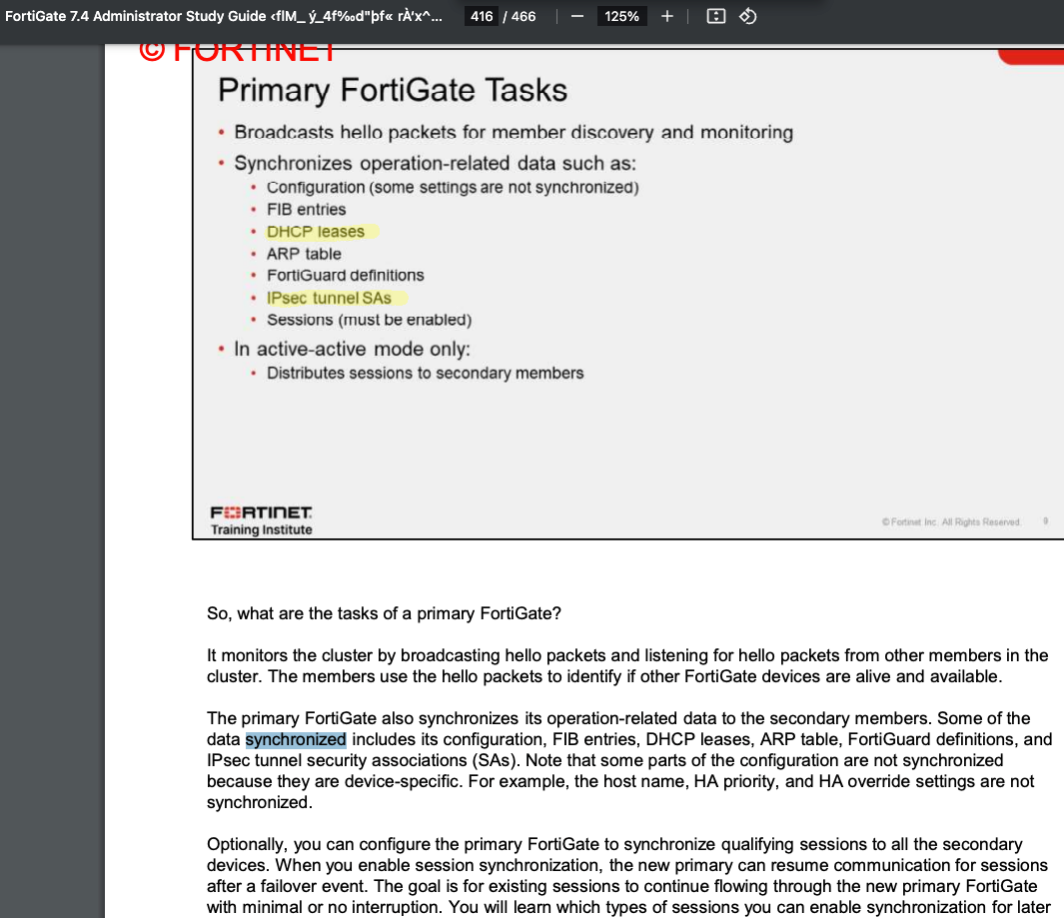 FortiGate 7.4 Administrator Study Guide ‹flM_ ý_4f‰d"þf« rÀ'x^...
416 / 466
125%
© FORTINET
Primary FortiGate Tasks
• Broadcasts hello packets for member discovery and monitoring
• Synchronizes operation-related data such as:
• Configuration (some settings are not synchronized)
• FIB entries
• DHCP leases
• ARP table
• FortiGuard definitions
• IPsec tunnel SAs
• Sessions (must be enabled)
• In active-active mode only:
• Distributes sessions to secondary members
FORTINET
Training Institute
© Fortinet Inc. All Rights Reserved. 9
So, what are the tasks of a primary FortiGate?
It monitors the cluster by broadcasting hello packets and listening for hello packets from other members in the
cluster. The members use the hello packets to identify if other FortiGate devices are alive and available.
The primary FortiGate also synchronizes its operation-related data to the secondary members. Some of the
data synchronized includes its configuration, FIB entries, DHCP leases, ARP table, FortiGuard definitions, and
IPsec tunnel security associations (SAs). Note that some parts of the configuration are not synchronized
because they are device-specific. For example, the host name, HA priority, and HA override settings are not
synchronized.
Optionally, you can configure the primary FortiGate to synchronize qualifying sessions to all the secondary
devices. When you enable session synchronization, the new primary can resume communication for sessions
after a failover event. The goal is for existing sessions to continue flowing through the new primary FortiGate
with minimal or no interruption. You will learn which types of sessions you can enable synchronization for later